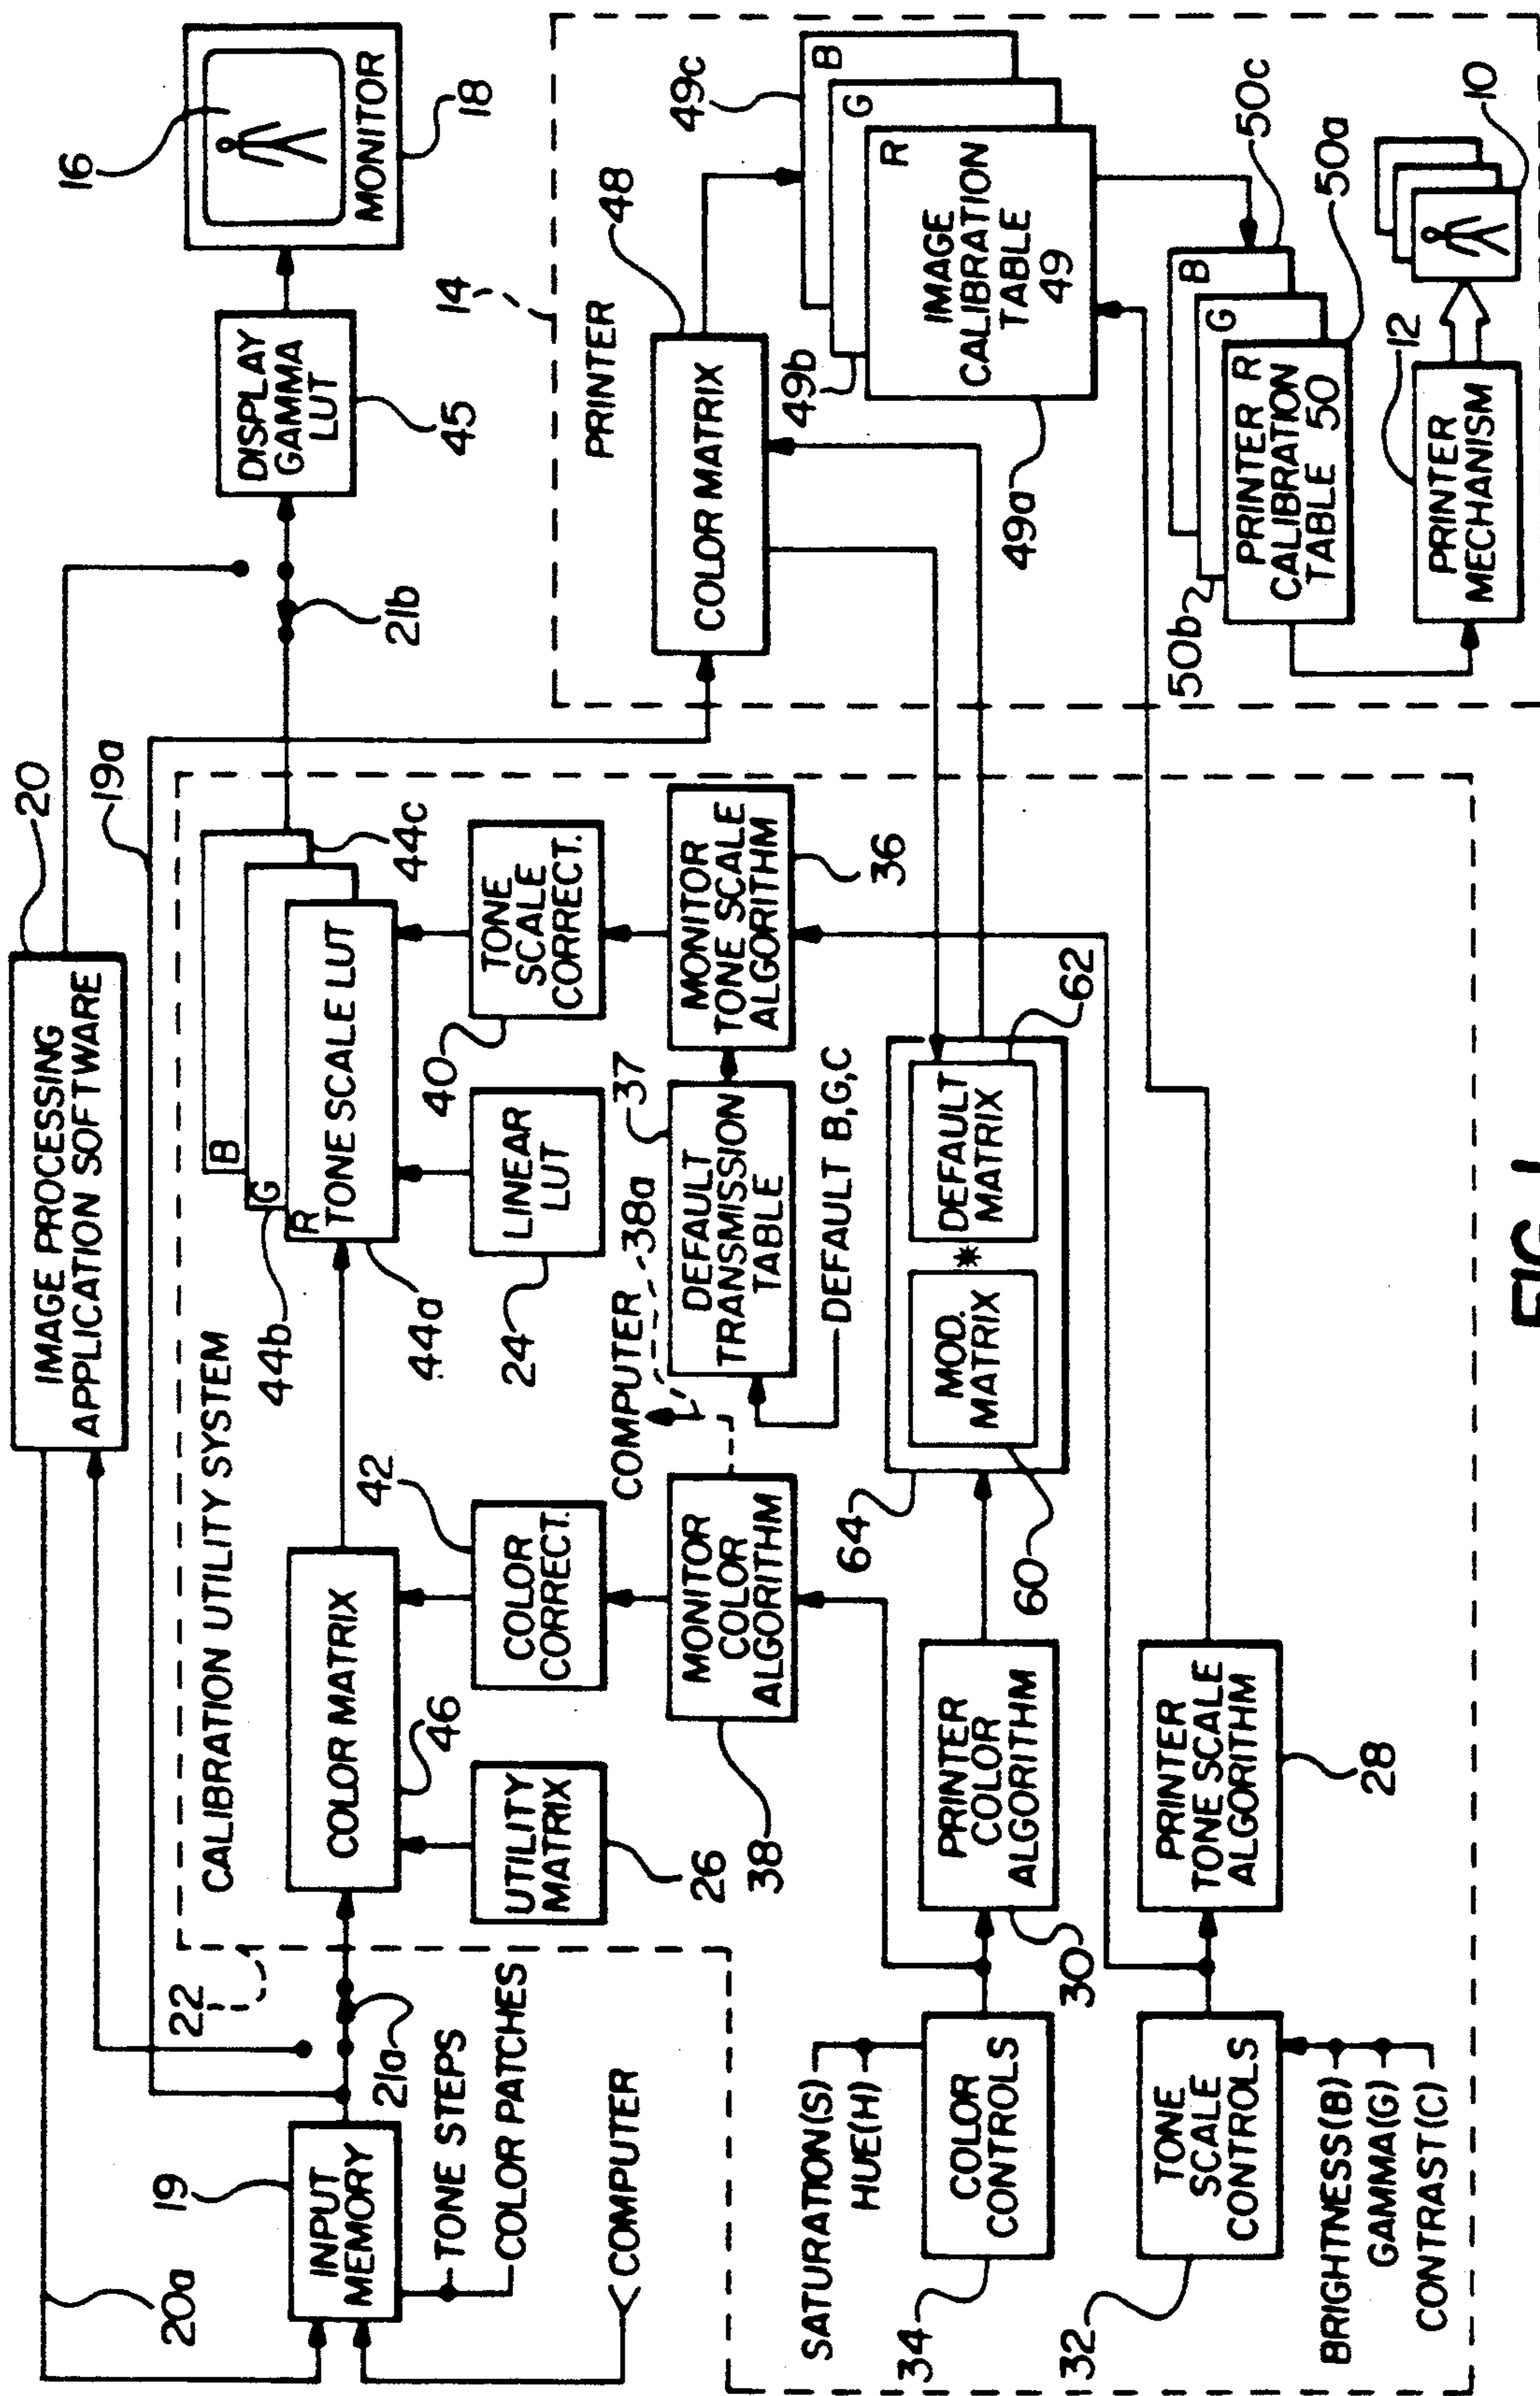 20a
20
IMAGE PROCESSING
APPLICATION SOFTWARE
19a
16
MONITOR
18
19
INPUT
MEMORY
21a
22
CALIBRATION UTILITY SYSTEM
COLOR MATRIX
46
44b
B
G
R
TONE SCALE LUT
44a
44c
21b
DISPLAY
GAMMA
LUT
45
TONE STEPS
COLOR PATCHES
<COMPUTER
UTILITY
MATRIX
26
COLOR
CORRECT.
42
LINEAR
LUT
24
TONE
SCALE
CORRECT.
40
COMPUTER
38a
MONITOR
COLOR
ALGORITHM
38
DEFAULT
TRANSMISSION
TABLE
37
DEFAULT B,G,C
MONITOR
TONE SCALE
ALGORITHM
36
SATURATION(S)
HUE(H)
COLOR
CONTROLS
34
PRINTER
COLOR
ALGORITHM
30
64
MOD.
MATRIX
60
*
DEFAULT
MATRIX
62
BRIGHTNESS(B)
GAMMA(G)
CONTRAST(C)
TONE
SCALE
CONTROLS
32
PRINTER
TONE SCALE
ALGORITHM
28
14
PRINTER
COLOR MATRIX
48
49c
B
G
R
IMAGE
CALIBRATION
TABLE
49
49b
49a
50c
B
G
PRINTER R
CALIBRATION
TABLE 50
50a
50b
PRINTER
MECHANISM
12
10
FIG. 1